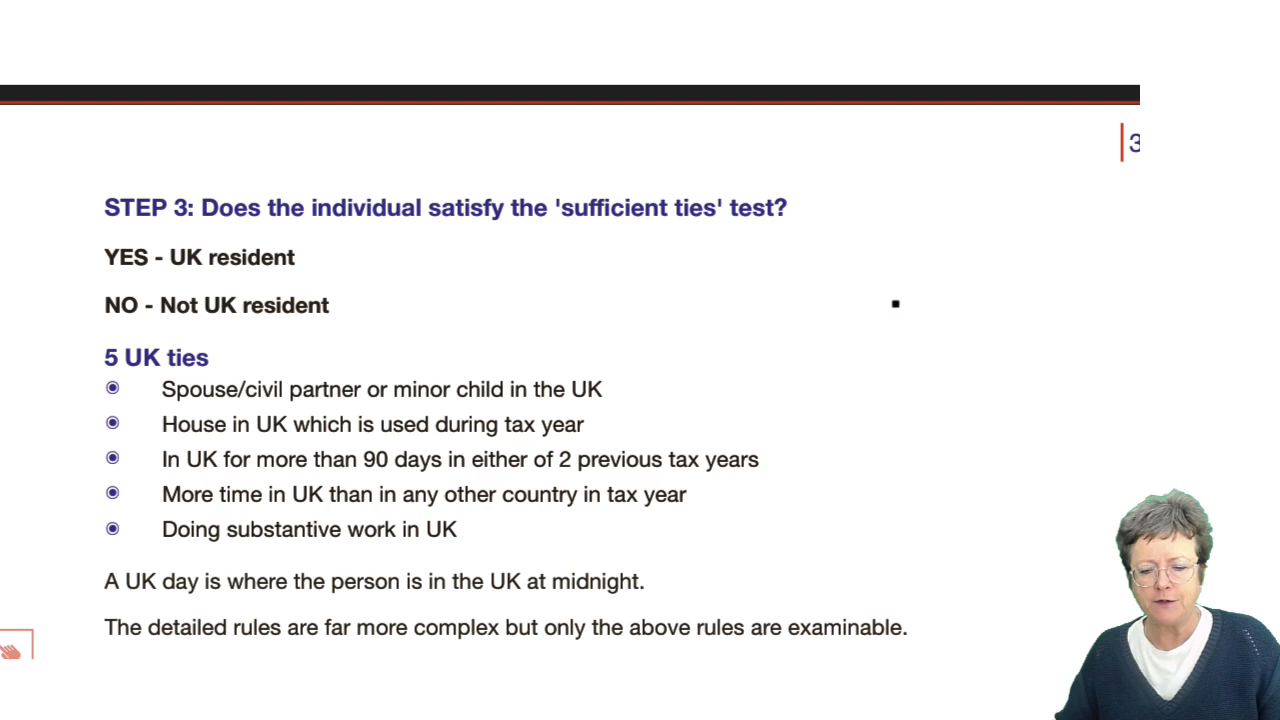 3
STEP 3: Does the individual satisfy the 'sufficient ties' test?
YES - UK resident
NO - Not UK resident
5 UK ties
Spouse/civil partner or minor child in the UK
House in UK which is used during tax year
In UK for more than 90 days in either of 2 previous tax years
More time in UK than in any other country in tax year
Doing substantive work in UK
A UK day is where the person is in the UK at midnight.
The detailed rules are far more complex but only the above rules are examinable.